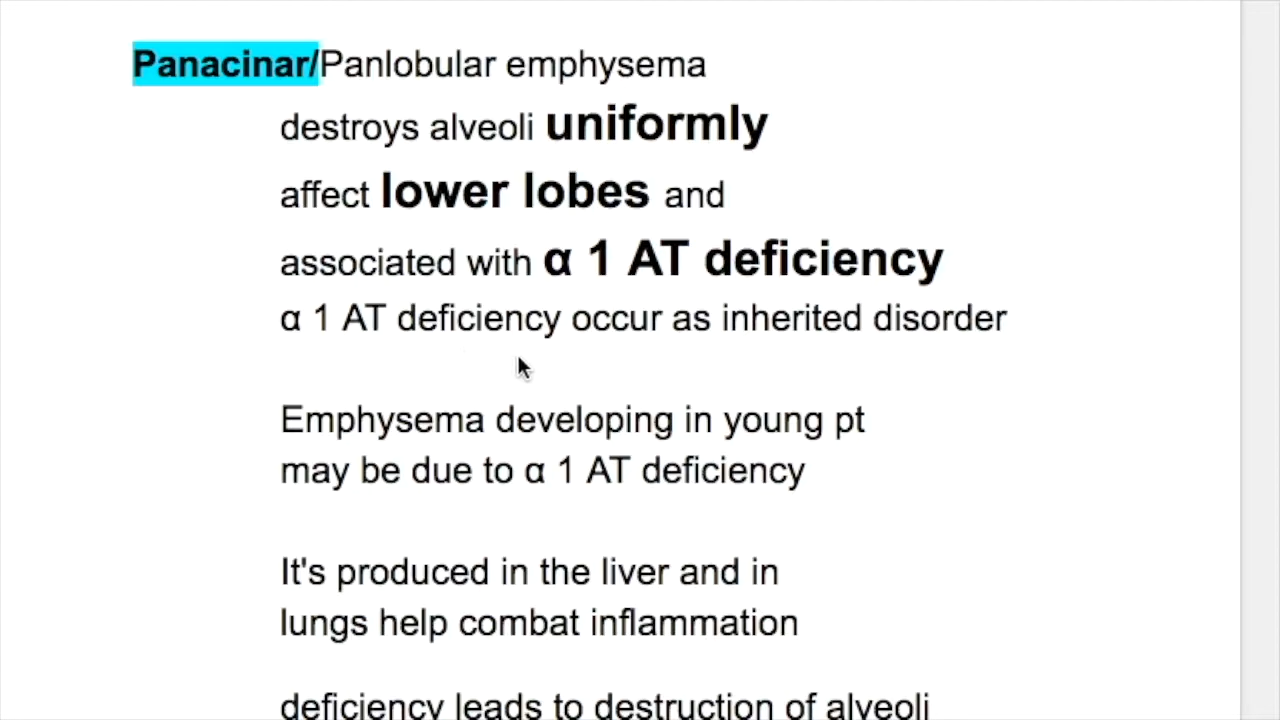 Panacinar/Panlobular emphysema
destroys alveoli uniformly
affect lower lobes and
associated with α 1 AT deficiency
α 1 AT deficiency occur as inherited disorder
Emphysema developing in young pt
may be due to α 1 AT deficiency
It's produced in the liver and in
lungs help combat inflammation
deficiency leads to destruction of alveoli